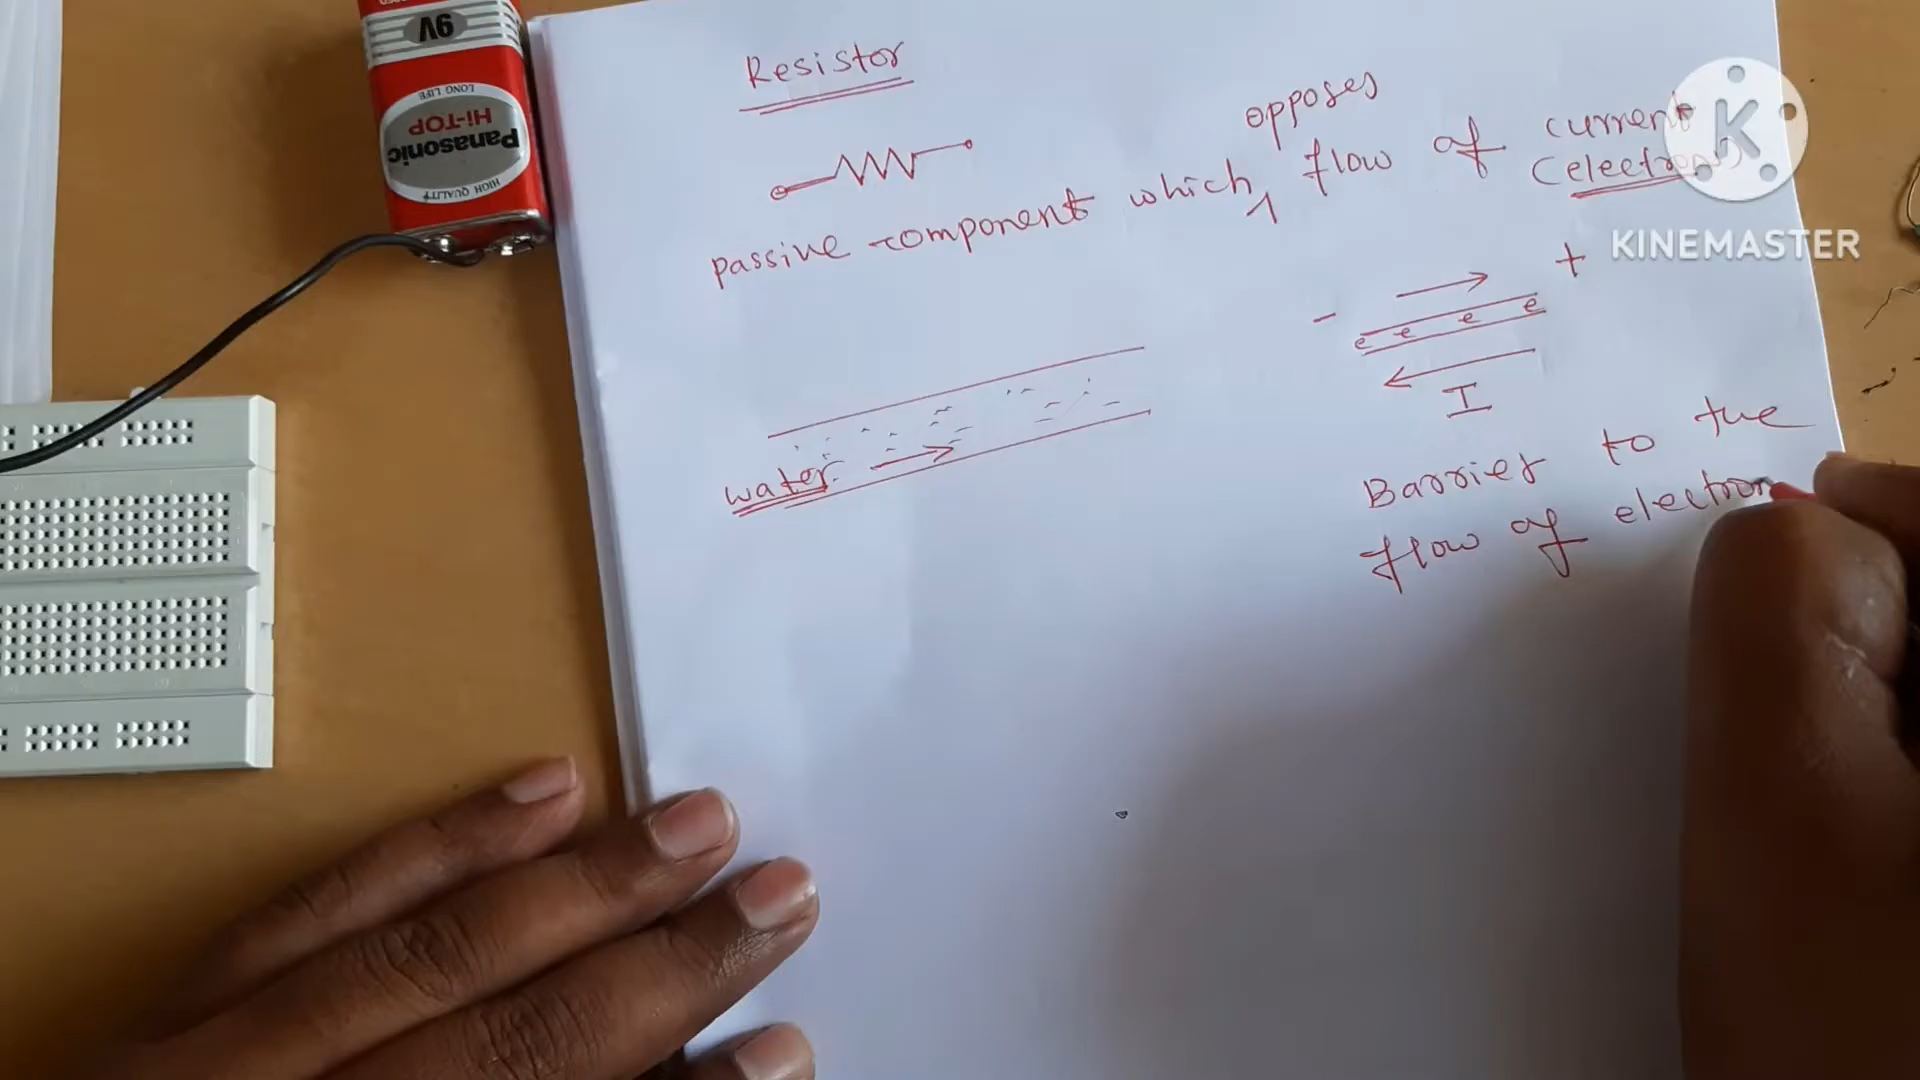 Resistor
opposes
passive component which ∧ flow of current
(electrons)
- +
e e e e
I
water.
Barrier to the
flow of electron
9V
LONG LIFE
Hi-TOP
Panasonic
HIGH QUALITY
K
KINEMASTER